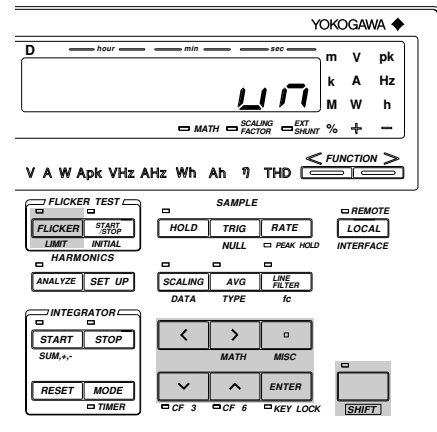 YOKOGAWA
D hour min sec
m V pk
k A Hz
M W h
% + −
un
MATH SCALING FACTOR EXT SHUNT
V A W Apk VHz AHz Wh Ah η THD
< FUNCTION >
FLICKER TEST
FLICKER START /STOP
LIMIT INITIAL
SAMPLE
HOLD TRIG RATE
NULL PEAK HOLD
REMOTE
LOCAL
INTERFACE
HARMONICS
ANALYZE SET UP
SCALING AVG LINE FILTER
DATA TYPE fc
INTEGRATOR
START STOP
SUM,+,-
RESET MODE
TIMER
< >
MATH MISC
ENTER
CF 3 CF 6 KEY LOCK
SHIFT